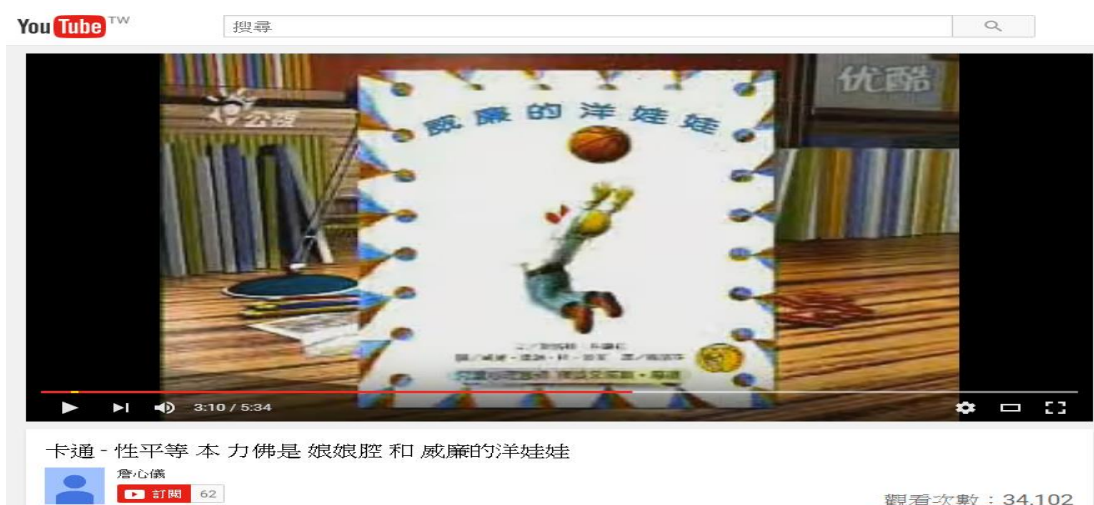 You Tube TW
搜尋
优酷
公視
威廉的洋娃娃
3:10 / 5:34
卡通 - 性平等 本 力佛是 娘娘腔 和 威廉的洋娃娃
詹心儀
訂閱 62
觀看次數：34,102